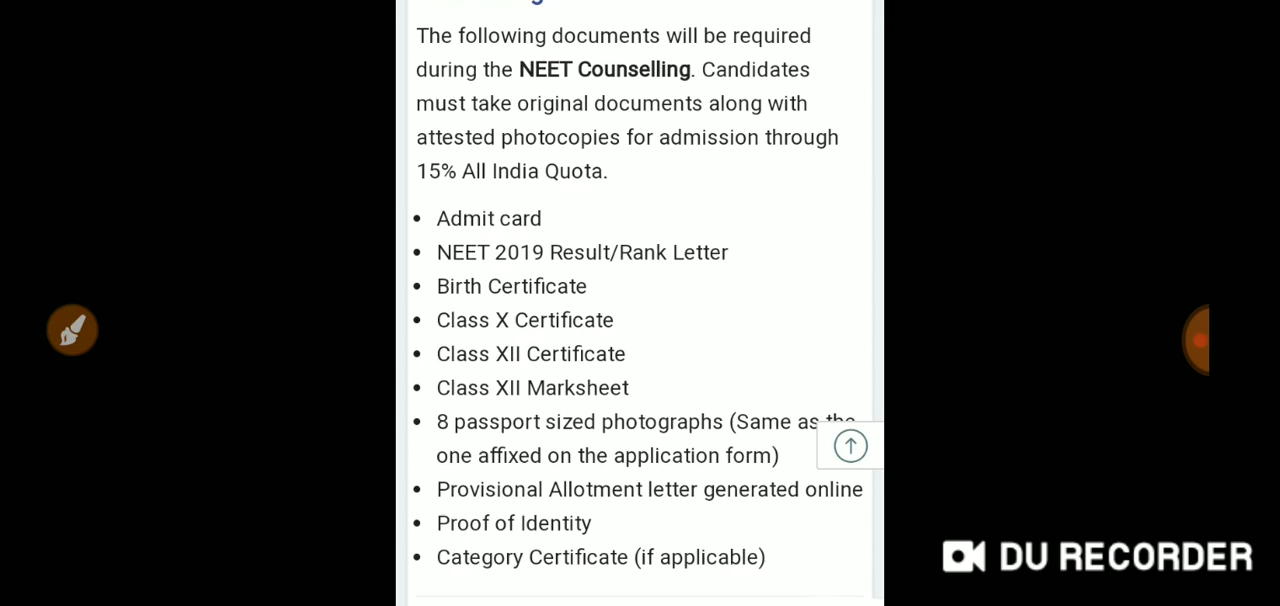 The following documents will be required
during the NEET Counselling. Candidates
must take original documents along with
attested photocopies for admission through
15% All India Quota.
• Admit card
• NEET 2019 Result/Rank Letter
• Birth Certificate
• Class X Certificate
• Class XII Certificate
• Class XII Marksheet
• 8 passport sized photographs (Same as the
one affixed on the application form)
• Provisional Allotment letter generated online
• Proof of Identity
• Category Certificate (if applicable)
DU RECORDER